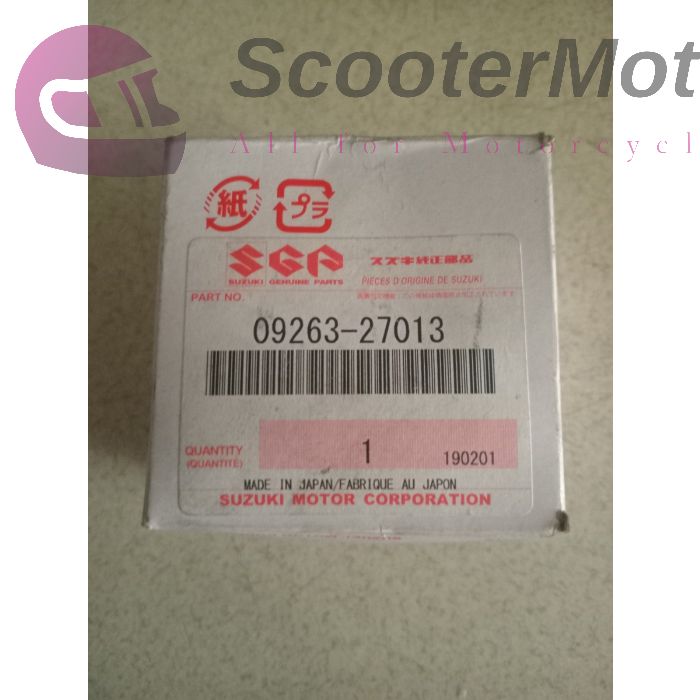 ScooterMot
All For Motorcycl
紙
プラ
SGP
SUZUKI GENUINE PARTS
スズキ純正部品
PIECES D'ORIGINE DE SUZUKI
PART NO.
09263-27013
QUANTITY
(QUANTITÉ)
1
190201
MADE IN JAPAN/FABRIQUE AU JAPON
SUZUKI MOTOR CORPORATION